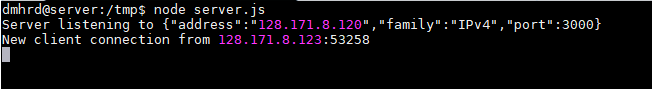 dmhrd@server:/tmp$ node server.js
Server listening to {"address":"128.171.8.120","family":"IPv4","port":3000}
New client connection from 128.171.8.123:53258